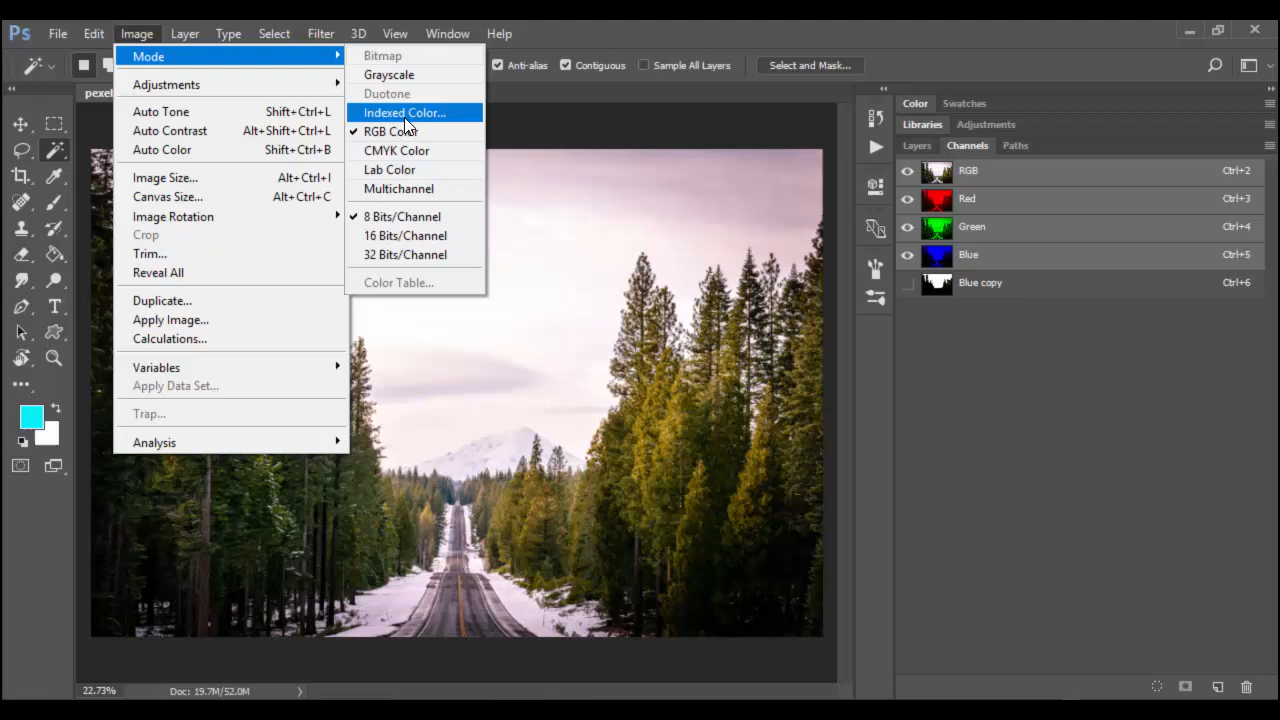 Ps File Edit Image Layer Type Select Filter 3D View Window Help
Anti-alias Contiguous Sample All Layers Select and Mask...
pexel
Mode
Adjustments
Auto Tone Shift+Ctrl+L
Auto Contrast Alt+Shift+Ctrl+L
Auto Color Shift+Ctrl+B
Image Size... Alt+Ctrl+I
Canvas Size... Alt+Ctrl+C
Image Rotation
Crop
Trim...
Reveal All
Duplicate...
Apply Image...
Calculations...
Variables
Apply Data Set...
Trap...
Analysis
Bitmap
Grayscale
Duotone
Indexed Color...
RGB Color
CMYK Color
Lab Color
Multichannel
8 Bits/Channel
16 Bits/Channel
32 Bits/Channel
Color Table...
Color Swatches
Libraries Adjustments
Layers Channels Paths
RGB Ctrl+2
Red Ctrl+3
Green Ctrl+4
Blue Ctrl+5
Blue copy Ctrl+6
22.73% Doc: 19.7M/52.0M